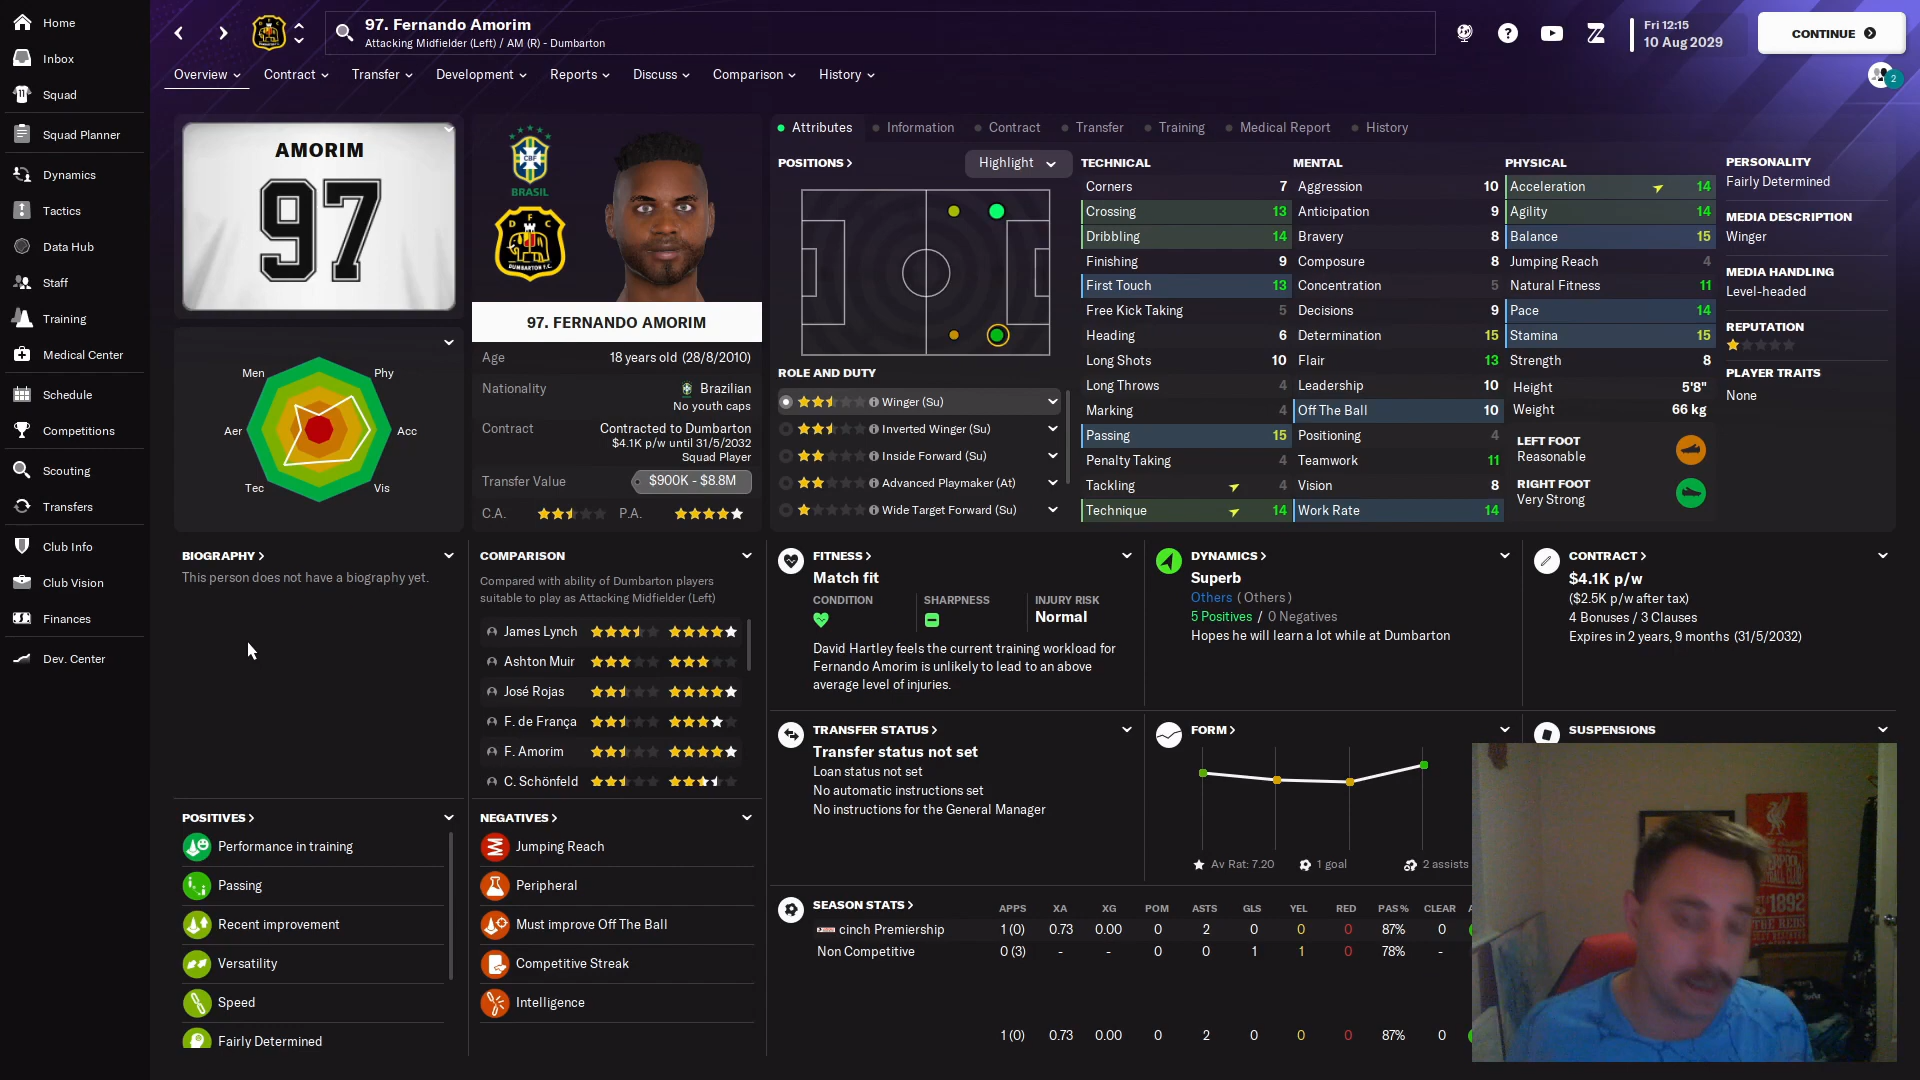 Home
Inbox
Squad
Squad Planner
Dynamics
Tactics
Data Hub
Staff
Training
Medical Center
Schedule
Competitions
Scouting
Transfers
Club Info
Club Vision
Finances
Dev. Center
97. Fernando Amorim
Attacking Midfielder (Left) / AM (R) - Dumbarton
Fri 12:15
10 Aug 2029
CONTINUE
2
Overview
Contract
Transfer
Development
Reports
Discuss
Comparison
History
AMORIM
97
Men
Phy
Aer
Acc
Tec
Vis
CBF
BRASIL
D F C
DUMBARTON F.C.
97. FERNANDO AMORIM
Age 18 years old (28/8/2010)
Nationality Brazilian
No youth caps
Contract Contracted to Dumbarton
$4.1K p/w until 31/5/2032
Squad Player
Transfer Value $900K - $8.8M
C.A. P.A.
Attributes
Information
Contract
Transfer
Training
Medical Report
History
POSITIONS >
Highlight
ROLE AND DUTY
Winger (Su)
Inverted Winger (Su)
Inside Forward (Su)
Advanced Playmaker (At)
Wide Target Forward (Su)
TECHNICAL
Corners 7
Crossing 13
Dribbling 14
Finishing 9
First Touch 13
Free Kick Taking 5
Heading 6
Long Shots 10
Long Throws 4
Marking 4
Passing 15
Penalty Taking 4
Tackling 4
Technique 14
MENTAL
Aggression 10
Anticipation 9
Bravery 8
Composure 8
Concentration 5
Decisions 9
Determination 15
Flair 13
Leadership 10
Off The Ball 10
Positioning 4
Teamwork 11
Vision 8
Work Rate 14
PHYSICAL
Acceleration 14
Agility 14
Balance 15
Jumping Reach 4
Natural Fitness 11
Pace 14
Stamina 15
Strength 8
Height 5'8"
Weight 66 kg
LEFT FOOT
Reasonable
RIGHT FOOT
Very Strong
PERSONALITY
Fairly Determined
MEDIA DESCRIPTION
Winger
MEDIA HANDLING
Level-headed
REPUTATION
PLAYER TRAITS
None
BIOGRAPHY >
This person does not have a biography yet.
COMPARISON
Compared with ability of Dumbarton players
suitable to play as Attacking Midfielder (Left)
James Lynch
Ashton Muir
José Rojas
F. de França
F. Amorim
C. Schönfeld
POSITIVES >
Performance in training
Passing
Recent improvement
Versatility
Speed
Fairly Determined
NEGATIVES >
Jumping Reach
Peripheral
Must improve Off The Ball
Competitive Streak
Intelligence
FITNESS >
Match fit
CONDITION
SHARPNESS
INJURY RISK
Normal
David Hartley feels the current training workload for
Fernando Amorim is unlikely to lead to an above
average level of injuries.
DYNAMICS >
Superb
Others ( Others )
5 Positives / 0 Negatives
Hopes he will learn a lot while at Dumbarton
CONTRACT >
$4.1K p/w
($2.5K p/w after tax)
4 Bonuses / 3 Clauses
Expires in 2 years, 9 months (31/5/2032)
TRANSFER STATUS >
Transfer status not set
Loan status not set
No automatic instructions set
No instructions for the General Manager
FORM >
Av Rat: 7.20 1 goal 2 assists
SUSPENSIONS
SEASON STATS > APPS XA XG POM ASTS GLS YEL RED PAS % CLEAR
cinch Premiership 1 (0) 0.73 0.00 0 2 0 0 0 87% 0
Non Competitive 0 (3) - - 0 0 1 1 0 78% -
1 (0) 0.73 0.00 0 2 0 0 0 87% 0
1892
THE REDS